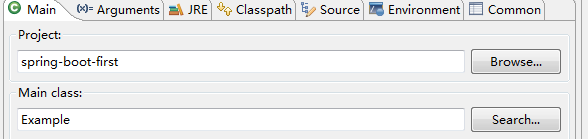 Main (x)= Arguments JRE Classpath Source Environment Common
Project:
spring-boot-first Browse...
Main class:
Example Search...